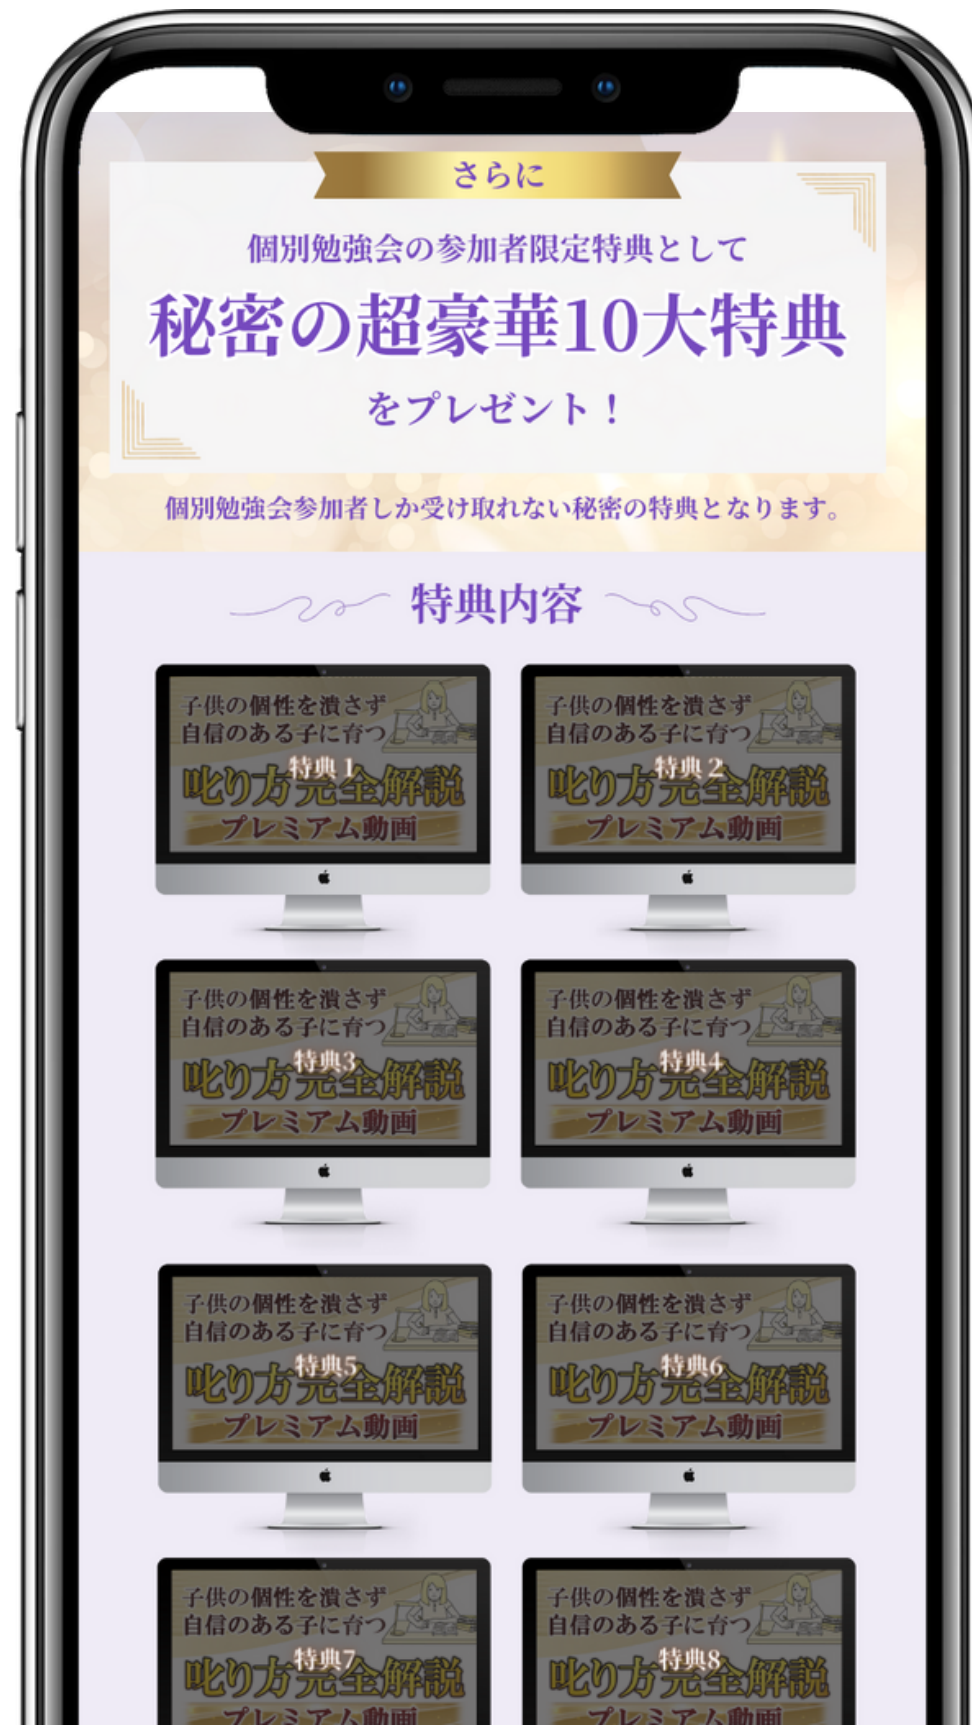 さらに
個別勉強会の参加者限定特典として
秘密の超豪華10大特典
をプレゼント！
個別勉強会参加者しか受け取れない秘密の特典となります。
特典内容
子供の個性を潰さず
自信のある子に育つ
特典1
叱り方完全解説
プレミアム動画
子供の個性を潰さず
自信のある子に育つ
特典2
叱り方完全解説
プレミアム動画
子供の個性を潰さず
自信のある子に育つ
特典3
叱り方完全解説
プレミアム動画
子供の個性を潰さず
自信のある子に育つ
特典4
叱り方完全解説
プレミアム動画
子供の個性を潰さず
自信のある子に育つ
特典5
叱り方完全解説
プレミアム動画
子供の個性を潰さず
自信のある子に育つ
特典6
叱り方完全解説
プレミアム動画
子供の個性を潰さず
自信のある子に育つ
特典7
叱り方完全解説
プレミアム動画
子供の個性を潰さず
自信のある子に育つ
特典8
叱り方完全解説
プレミアム動画